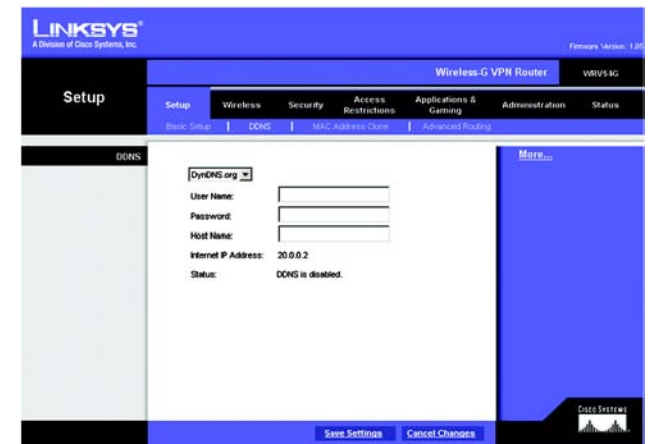 LINKSYS®
A Division of Cisco Systems, Inc.
Firmware Version: 1.05
Wireless-G VPN Router WRV54G
Setup
Setup Wireless Security Access Restrictions Applications & Gaming Administration Status
Basic Setup | DDNS | MAC Address Clone | Advanced Routing
DDNS
More...
DynDNS.org
User Name:
Password:
Host Name:
Internet IP Address: 20.0.0.2
Status: DDNS is disabled.
Save Settings Cancel Changes
CISCO SYSTEMS